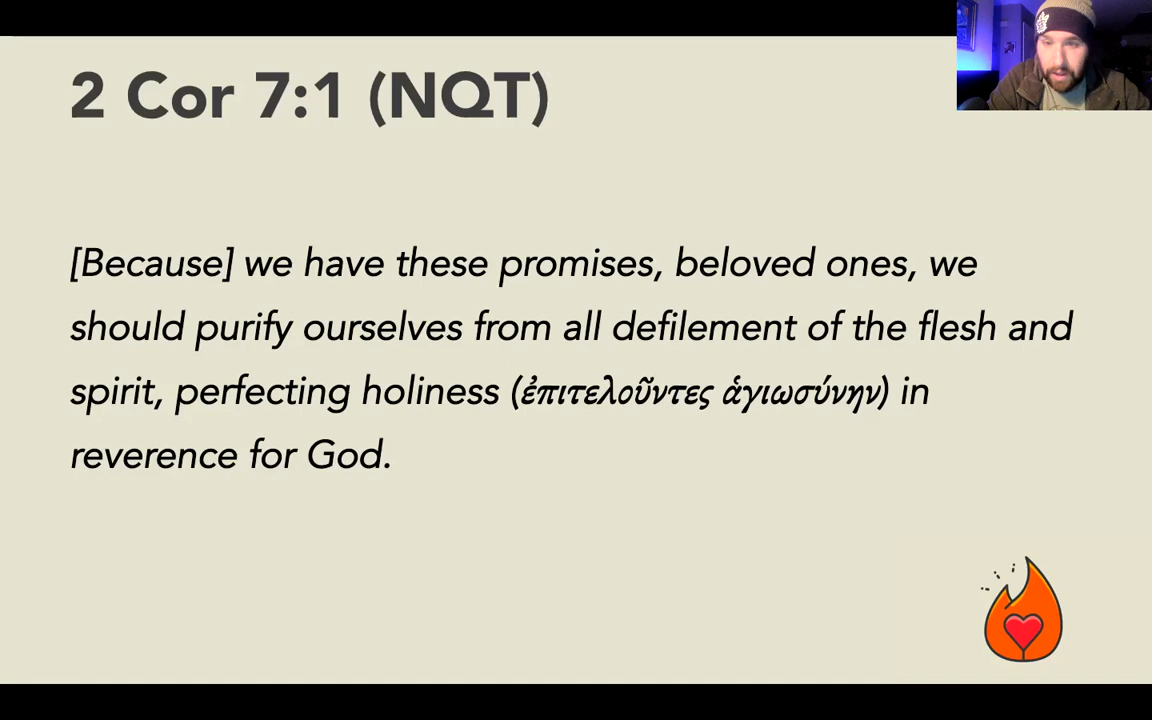 2 Cor 7:1 (NQT)
[Because] we have these promises, beloved ones, we
should purify ourselves from all defilement of the flesh and
spirit, perfecting holiness (ἐπιτελοῦντες ἁγιωσύνην) in
reverence for God.